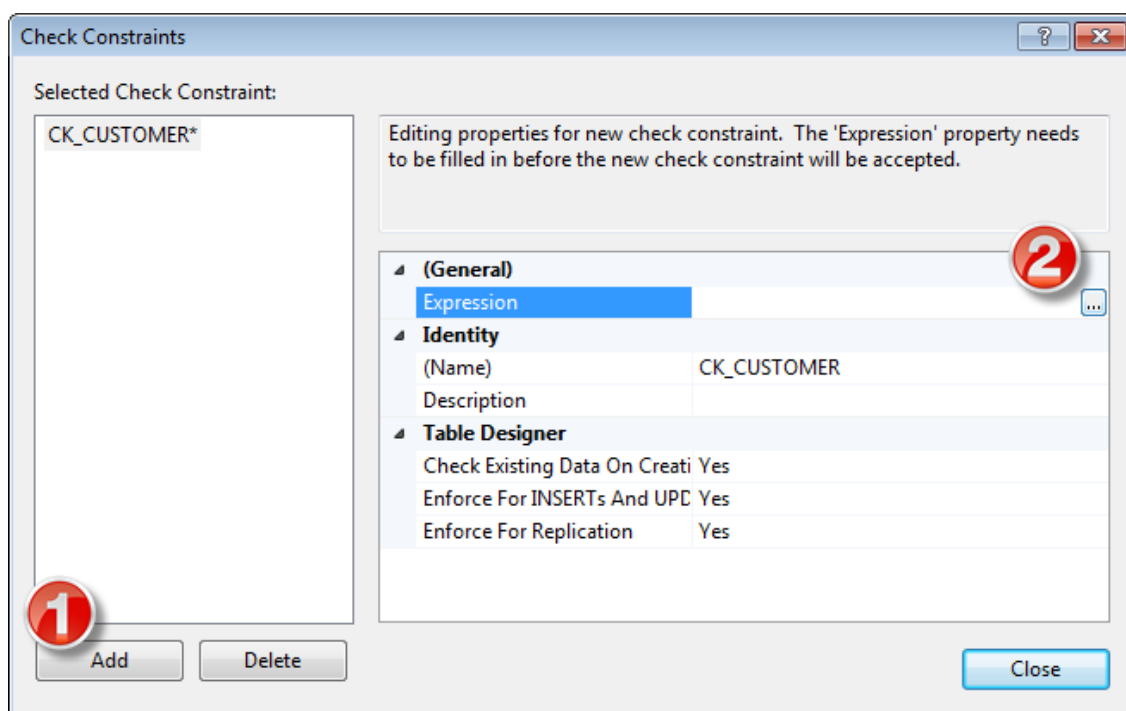 Check Constraints
?
Selected Check Constraint:
CK_CUSTOMER*
Editing properties for new check constraint. The 'Expression' property needs
to be filled in before the new check constraint will be accepted.
2
(General)
Expression
...
Identity
(Name) CK_CUSTOMER
Description
Table Designer
Check Existing Data On Creati Yes
Enforce For INSERTs And UPD Yes
Enforce For Replication Yes
1
Add Delete
Close